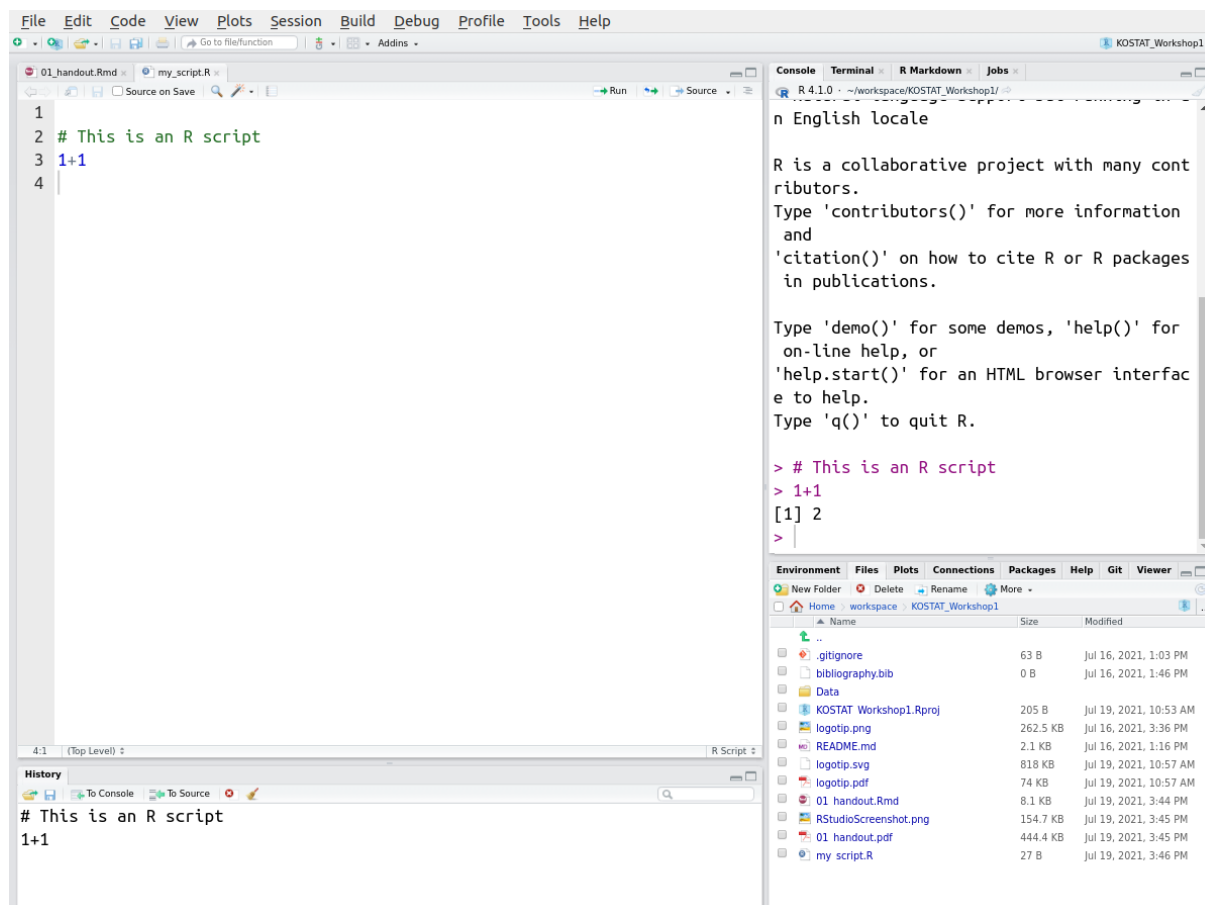 File Edit Code View Plots Session Build Debug Profile Tools Help
Go to file/function Addins KOSTAT_Workshop1
01_handout.Rmd my_script.R
Source on Save Run Source
1
2 # This is an R script
3 1+1
4
4:1 (Top Level) R Script
History
To Console To Source
# This is an R script
1+1
Console Terminal R Markdown Jobs
R 4.1.0 · ~/workspace/KOSTAT_Workshop1/
n English locale
R is a collaborative project with many cont
ributors.
Type 'contributors()' for more information
and
'citation()' on how to cite R or R packages
in publications.
Type 'demo()' for some demos, 'help()' for
on-line help, or
'help.start()' for an HTML browser interfac
e to help.
Type 'q()' to quit R.
> # This is an R script
> 1+1
[1] 2
>
Environment Files Plots Connections Packages Help Git Viewer
New Folder Delete Rename More
Home workspace KOSTAT_Workshop1
Name Size Modified
..
.gitignore 63 B Jul 16, 2021, 1:03 PM
bibliography.bib 0 B Jul 16, 2021, 1:46 PM
Data
KOSTAT_Workshop1.Rproj 205 B Jul 19, 2021, 10:53 AM
logotip.png 262.5 KB Jul 16, 2021, 3:36 PM
README.md 2.1 KB Jul 16, 2021, 1:16 PM
logotip.svg 818 KB Jul 19, 2021, 10:57 AM
logotip.pdf 74 KB Jul 19, 2021, 10:57 AM
01_handout.Rmd 8.1 KB Jul 19, 2021, 3:44 PM
RStudioScreenshot.png 154.7 KB Jul 19, 2021, 3:45 PM
01_handout.pdf 444.4 KB Jul 19, 2021, 3:45 PM
my_script.R 27 B Jul 19, 2021, 3:46 PM